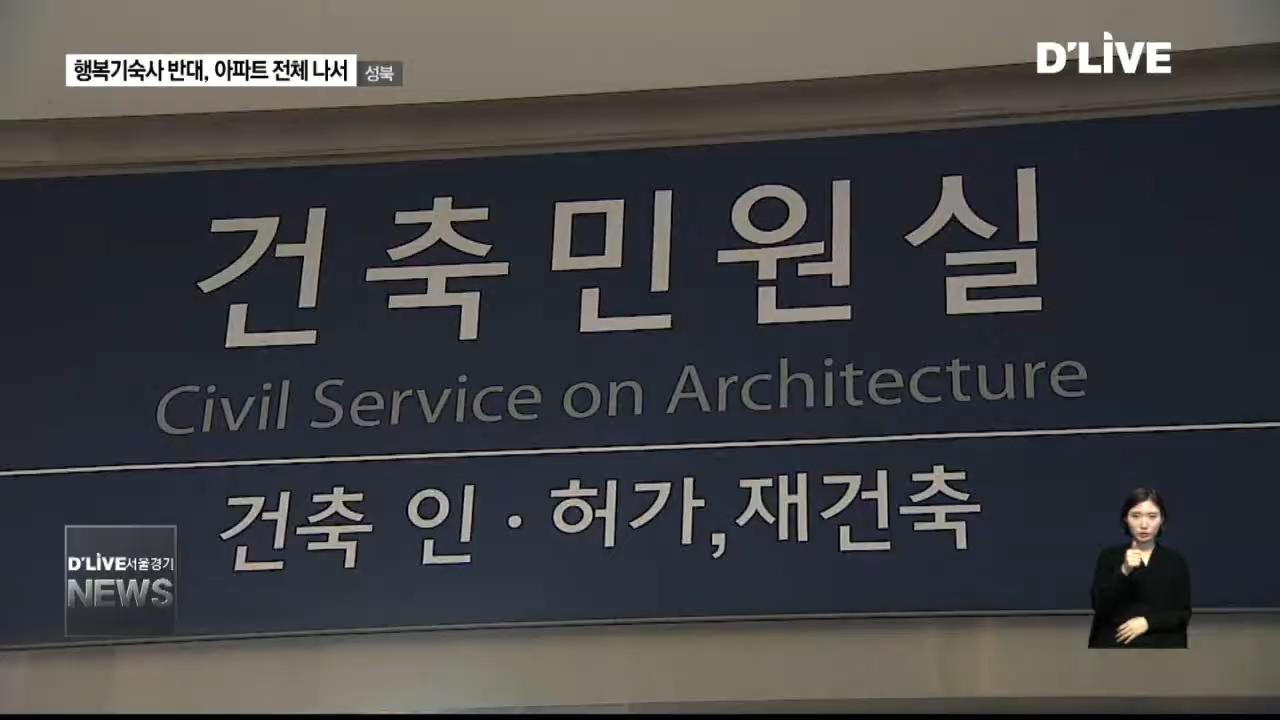 행복기숙사 반대, 아파트 전체 나서 성북
D'LIVE
건축민원실
Civil Service on Architecture
건축 인·허가,재건축
D'LIVE서울경기
NEWS